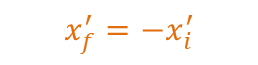 x′_f = −x′_i